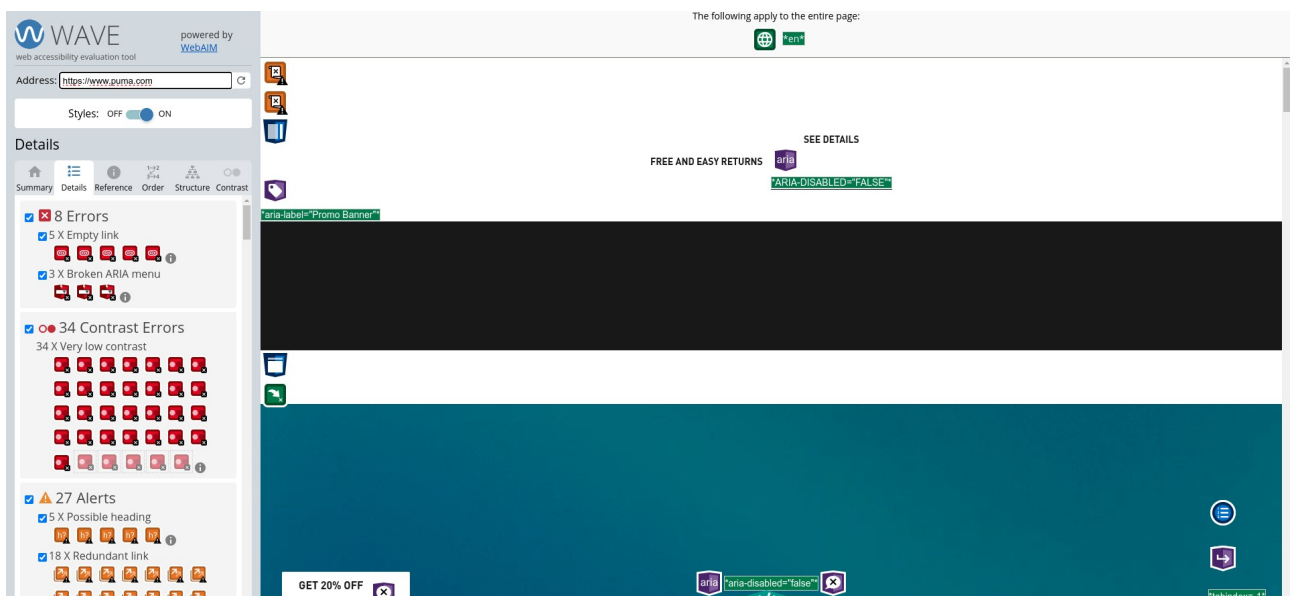 WAVE
powered by
WebAIM
web accessibility evaluation tool
Address: https://www.puma.com
Styles: OFF ON
Details
Summary Details Reference Order Structure Contrast
8 Errors
5 X Empty link
3 X Broken ARIA menu
34 Contrast Errors
34 X Very low contrast
27 Alerts
5 X Possible heading
h? h? h? h? h?
18 X Redundant link
The following apply to the entire page:
*en*
SEE DETAILS
FREE AND EASY RETURNS aria
*ARIA-DISABLED="FALSE"*
*aria-label="Promo Banner"*
GET 20% OFF
aria *aria-disabled="false"*